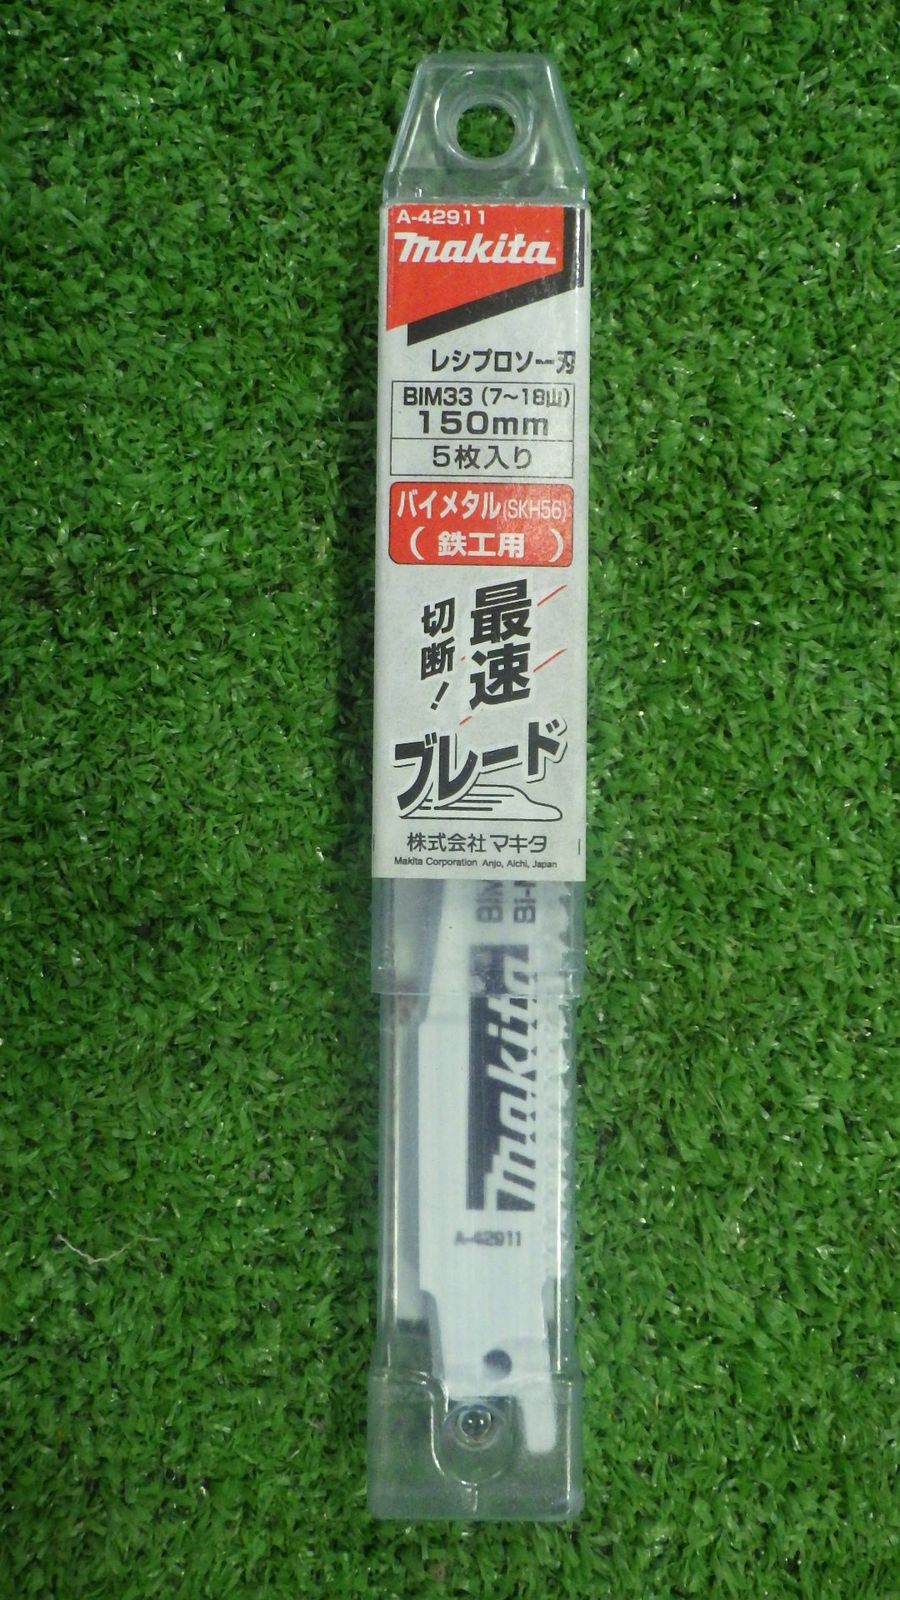 A-42911
makita
レシプロソー刃
BIM33 (7～18山)
150mm
5枚入り
バイメタル(SKH56)
( 鉄工用 )
最速
切断!
ブレード
株式会社 マキタ
Makita Corporation Anjo, Aichi, Japan
makita
A-42911